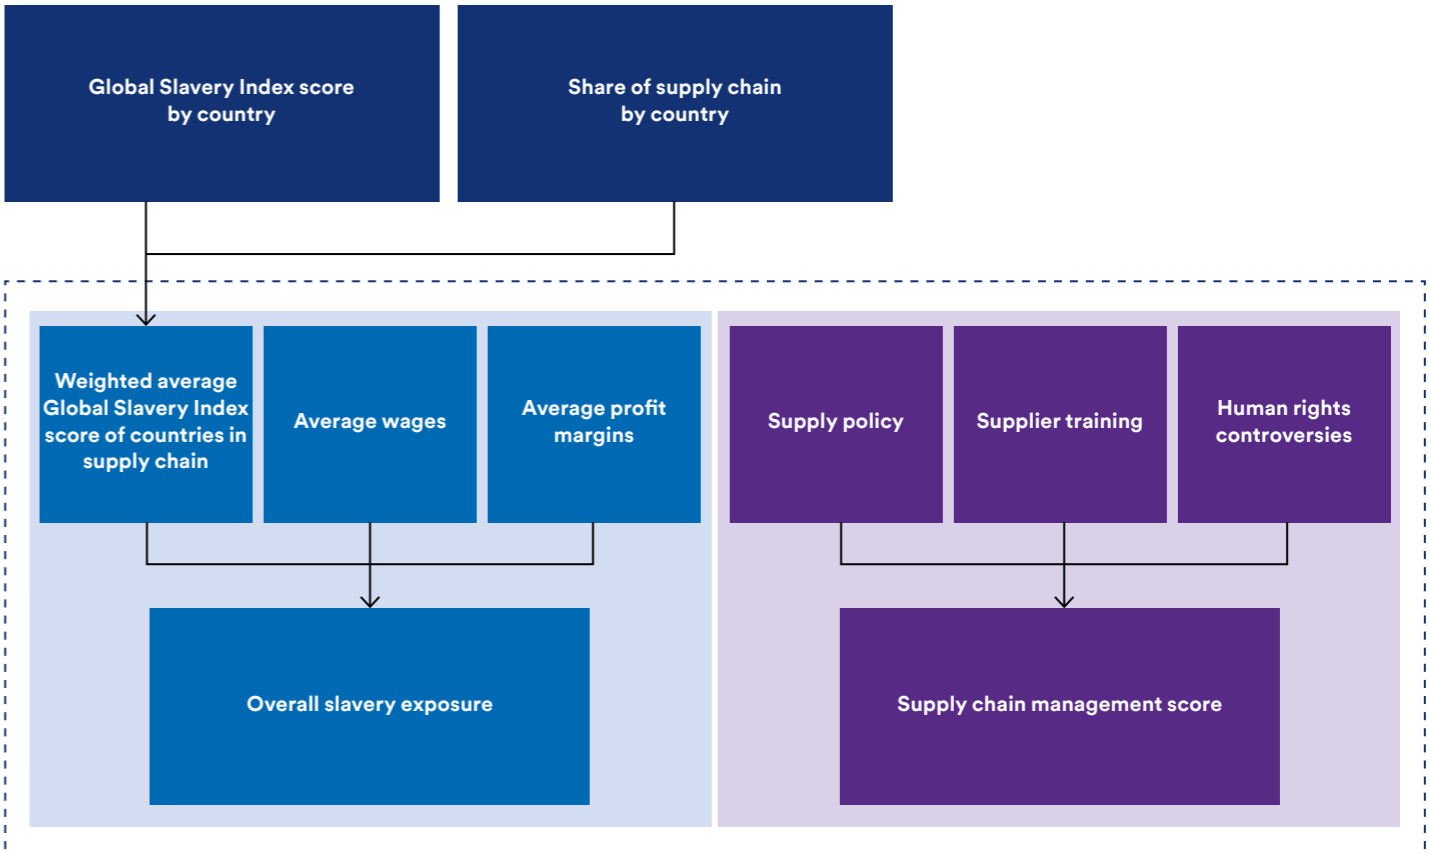 Global Slavery Index score
by country
Share of supply chain
by country
Weighted average
Global Slavery Index
score of countries in
supply chain
Average wages
Average profit
margins
Supply policy
Supplier training
Human rights
controversies
Overall slavery exposure
Supply chain management score